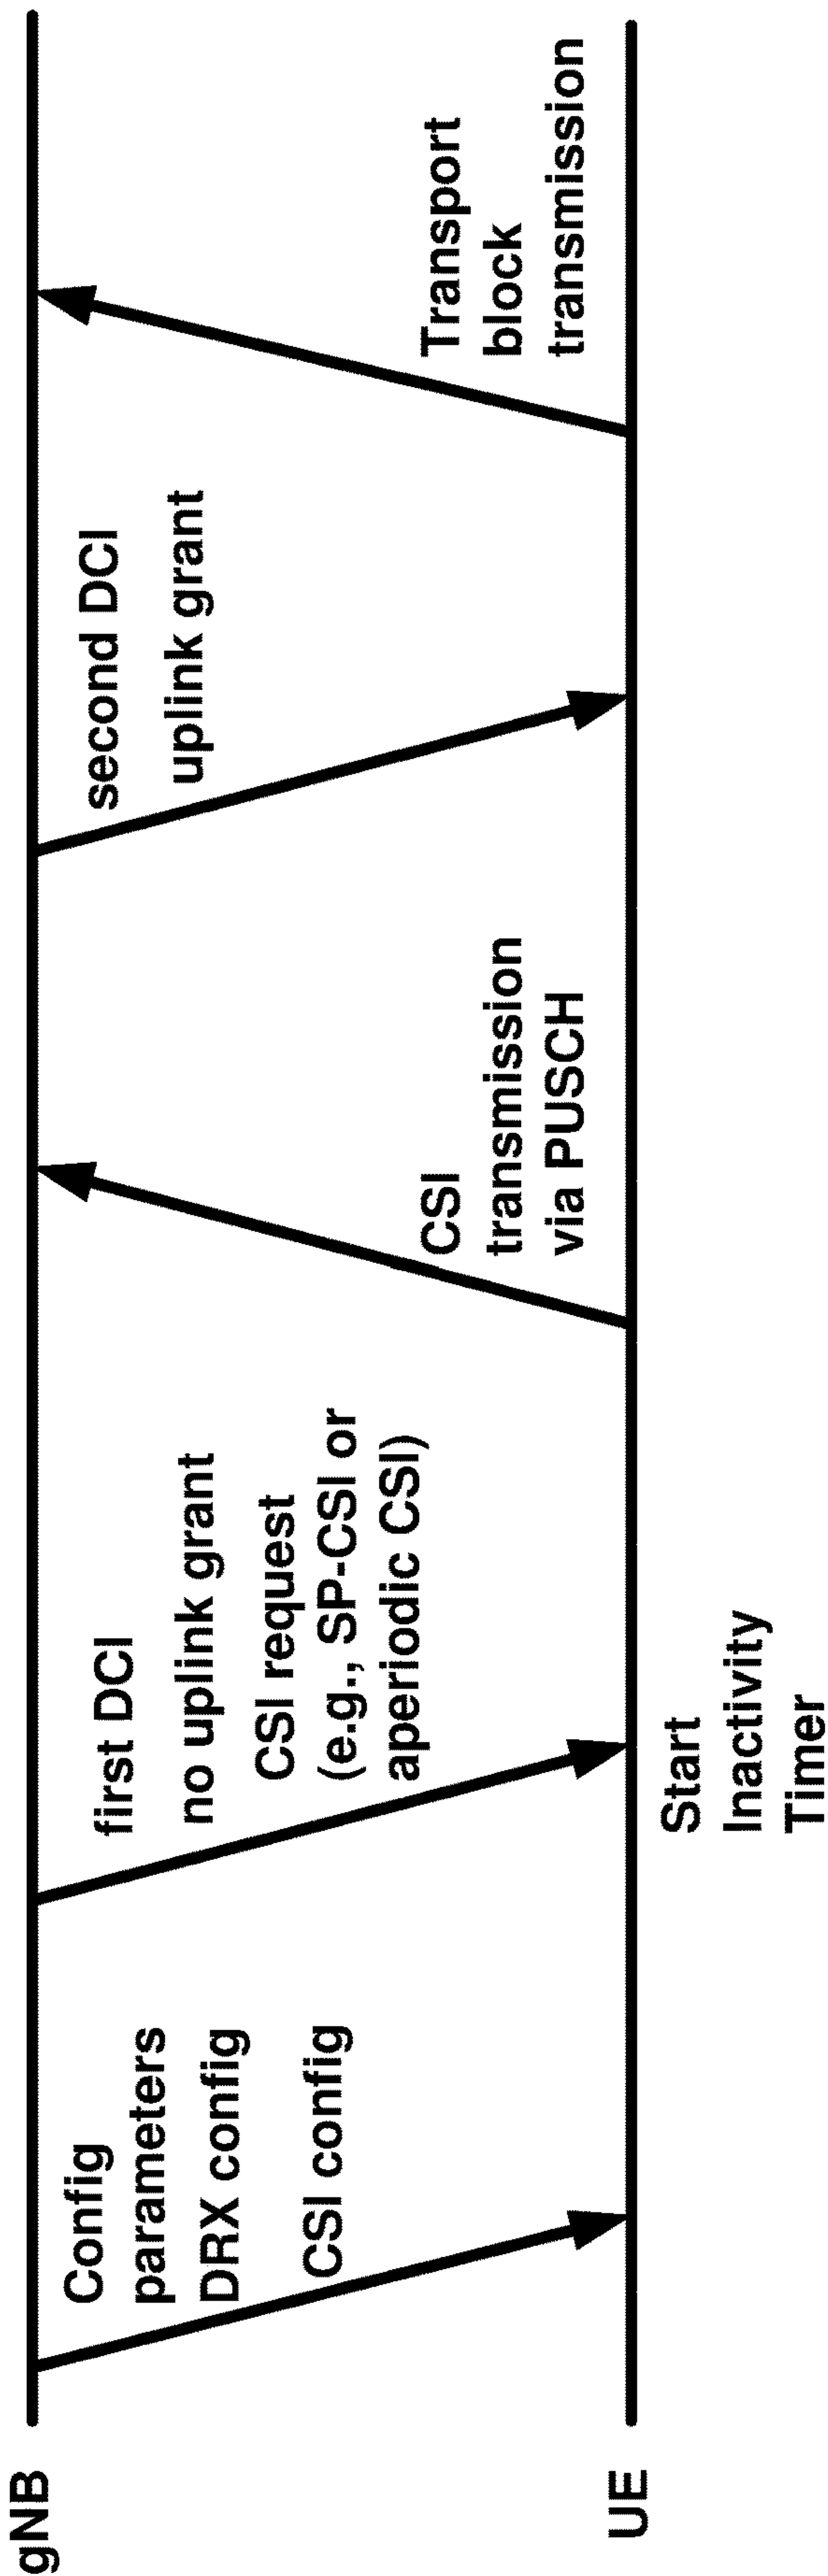 gNB
Config
parameters
DRX config
CSI config
first DCI
no uplink grant
CSI request
(e.g., SP-CSI or
aperiodic CSI)
CSI
transmission
via PUSCH
second DCI
uplink grant
Transport
block
transmission
UE
Start
Inactivity
Timer